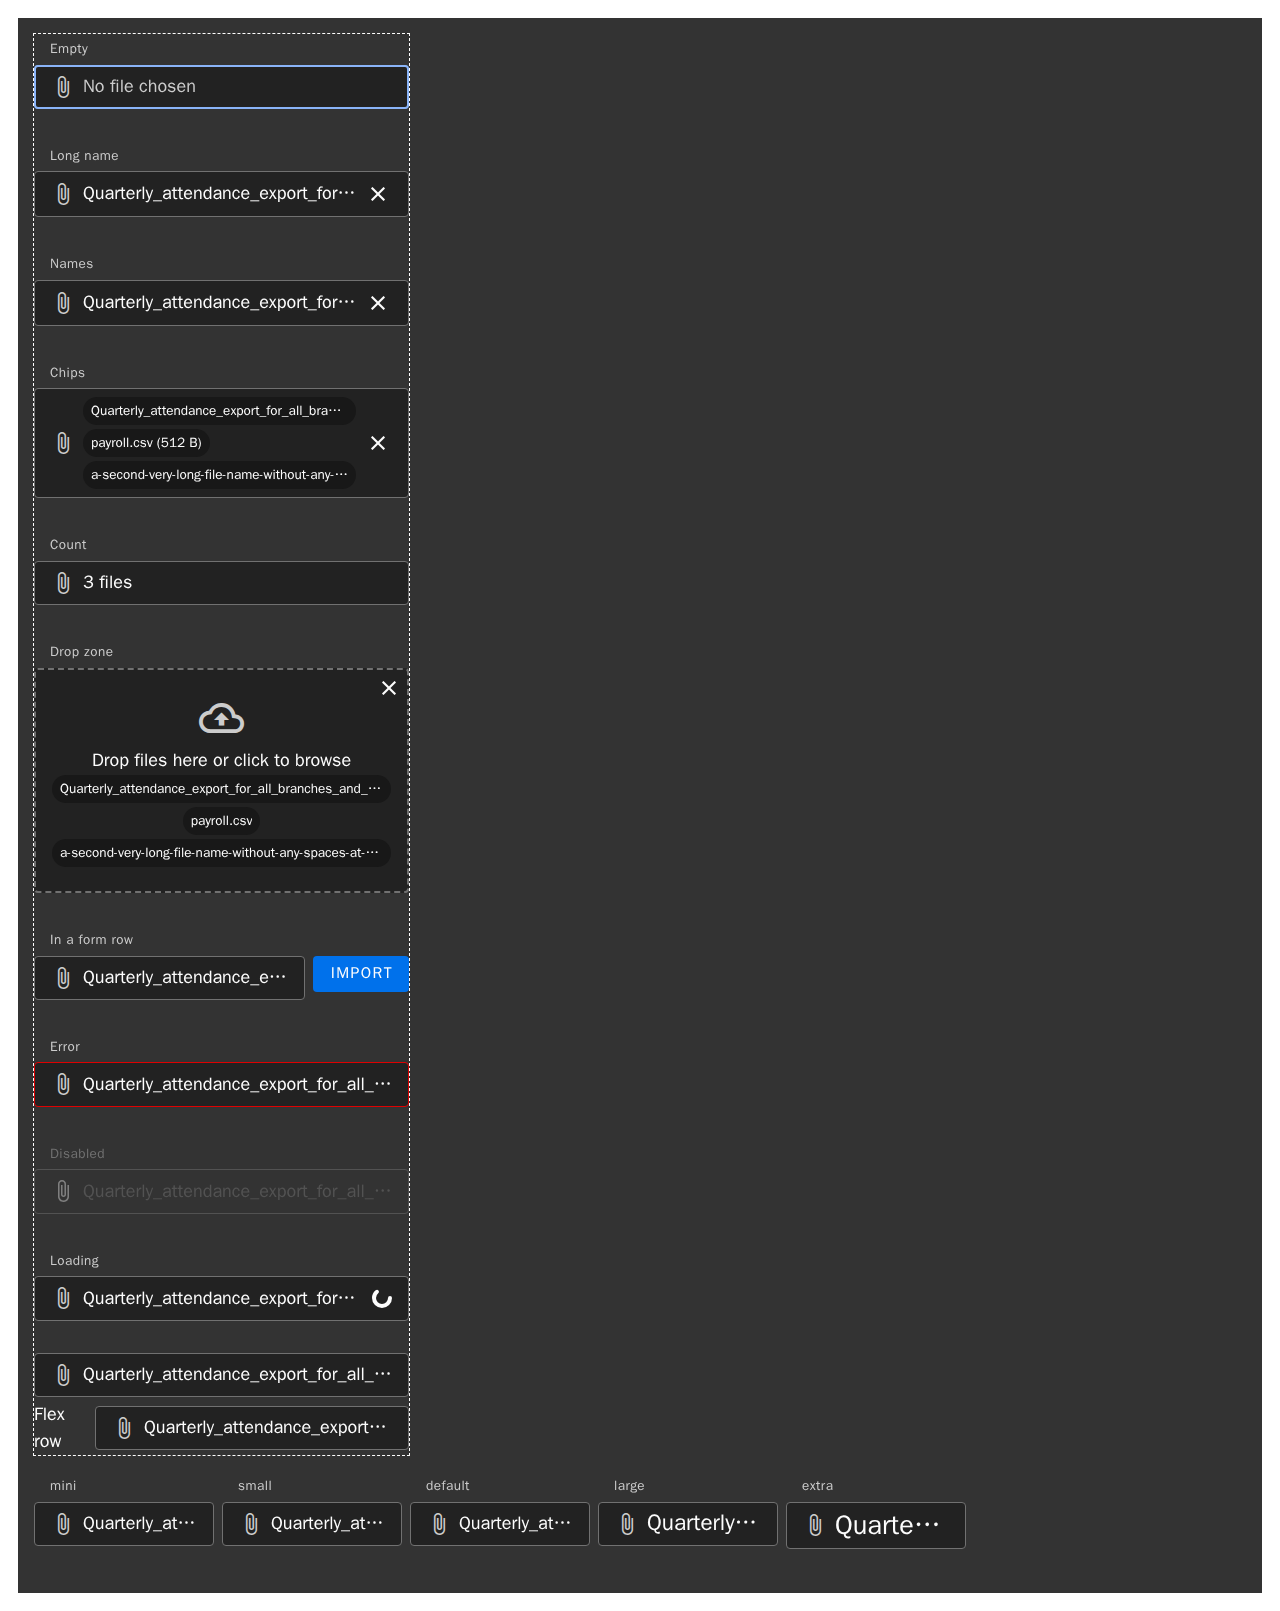 Empty
No file chosen
Long name
Quarterly_attendance_export_for···
Names
Quarterly_attendance_export_for···
Chips
Quarterly_attendance_export_for_all_bra···
payroll.csv (512 B)
a-second-very-long-file-name-without-any-···
Count
3 files
Drop zone
Drop files here or click to browse
Quarterly_attendance_export_for_all_branches_and_···
payroll.csv
a-second-very-long-file-name-without-any-spaces-at-···
In a form row
Quarterly_attendance_e··· IMPORT
Error
Quarterly_attendance_export_for_all_···
Disabled
Quarterly_attendance_export_for_all_···
Loading
Quarterly_attendance_export_for···
Quarterly_attendance_export_for_all_···
Flex row Quarterly_attendance_export···
mini small default large extra
Quarterly_at··· Quarterly_at··· Quarterly_at··· Quarterly··· Quarte···